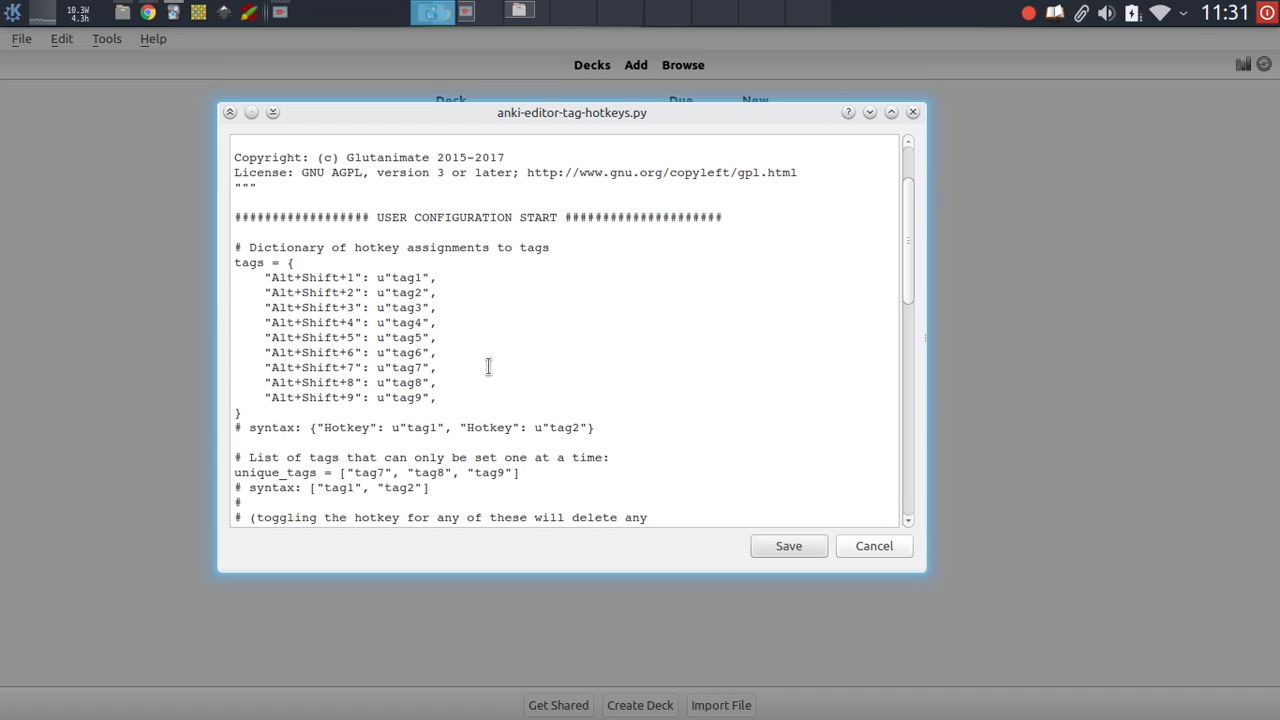 10.3W
4.3h
11:31
File Edit Tools Help
Decks Add Browse
Deck Due New
anki-editor-tag-hotkeys.py
Copyright: (c) Glutanimate 2015-2017
License: GNU AGPL, version 3 or later; http://www.gnu.org/copyleft/gpl.html
"""
################## USER CONFIGURATION START #####################
# Dictionary of hotkey assignments to tags
tags = {
"Alt+Shift+1": u"tag1",
"Alt+Shift+2": u"tag2",
"Alt+Shift+3": u"tag3",
"Alt+Shift+4": u"tag4",
"Alt+Shift+5": u"tag5",
"Alt+Shift+6": u"tag6",
"Alt+Shift+7": u"tag7",
"Alt+Shift+8": u"tag8",
"Alt+Shift+9": u"tag9",
}
# syntax: {"Hotkey": u"tag1", "Hotkey": u"tag2"}
# List of tags that can only be set one at a time:
unique_tags = ["tag7", "tag8", "tag9"]
# syntax: ["tag1", "tag2"]
#
# (toggling the hotkey for any of these will delete any
Save Cancel
Get Shared Create Deck Import File